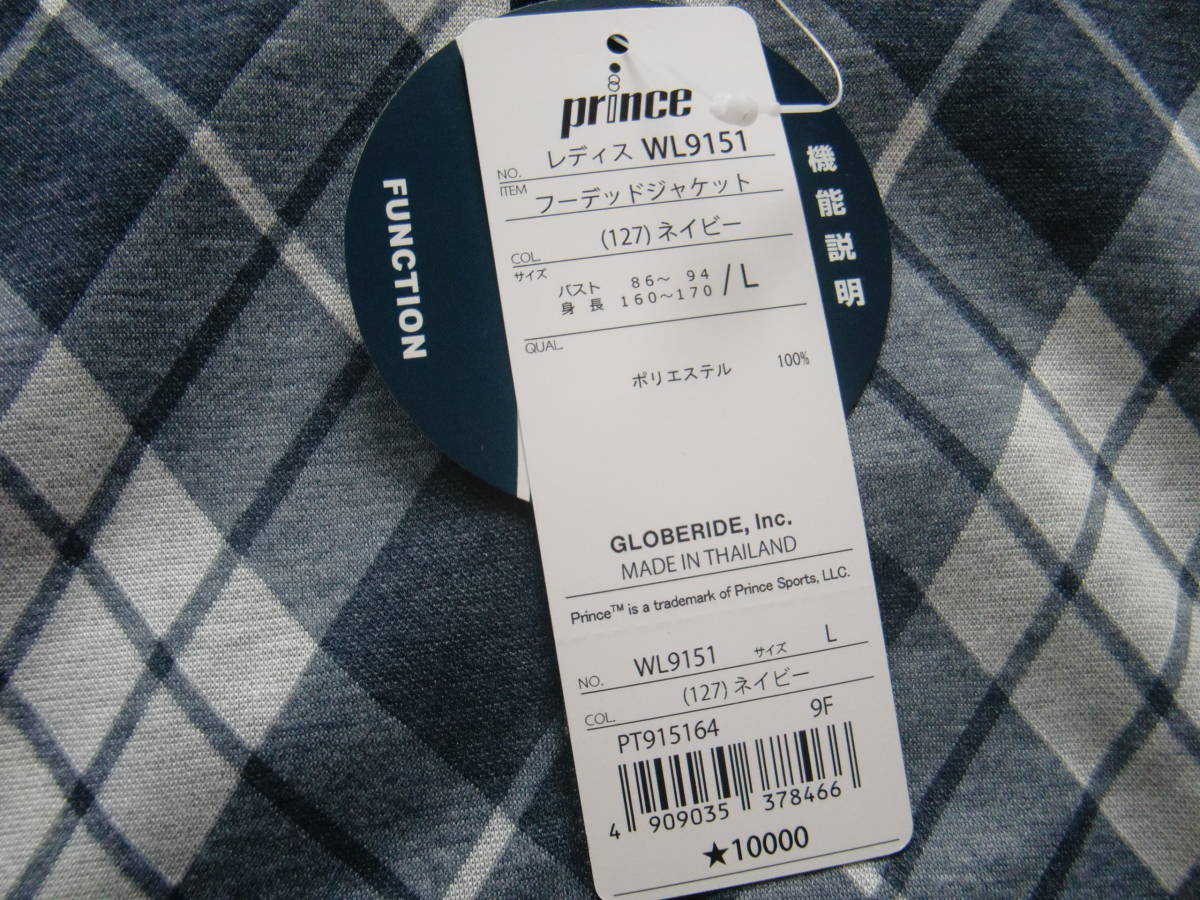 FUNCTION
機能説明
prince
NO. レディス WL9151
ITEM フーデッドジャケット
COL. (127) ネイビー
サイズ
バスト 86～ 94
身長 160～170 / L
QUAL.
ポリエステル 100%
GLOBERIDE, Inc.
MADE IN THAILAND
Prince™ is a trademark of Prince Sports, LLC.
NO. WL9151 サイズ L
COL. (127) ネイビー
PT915164 9F
4 909035 378466
★10000